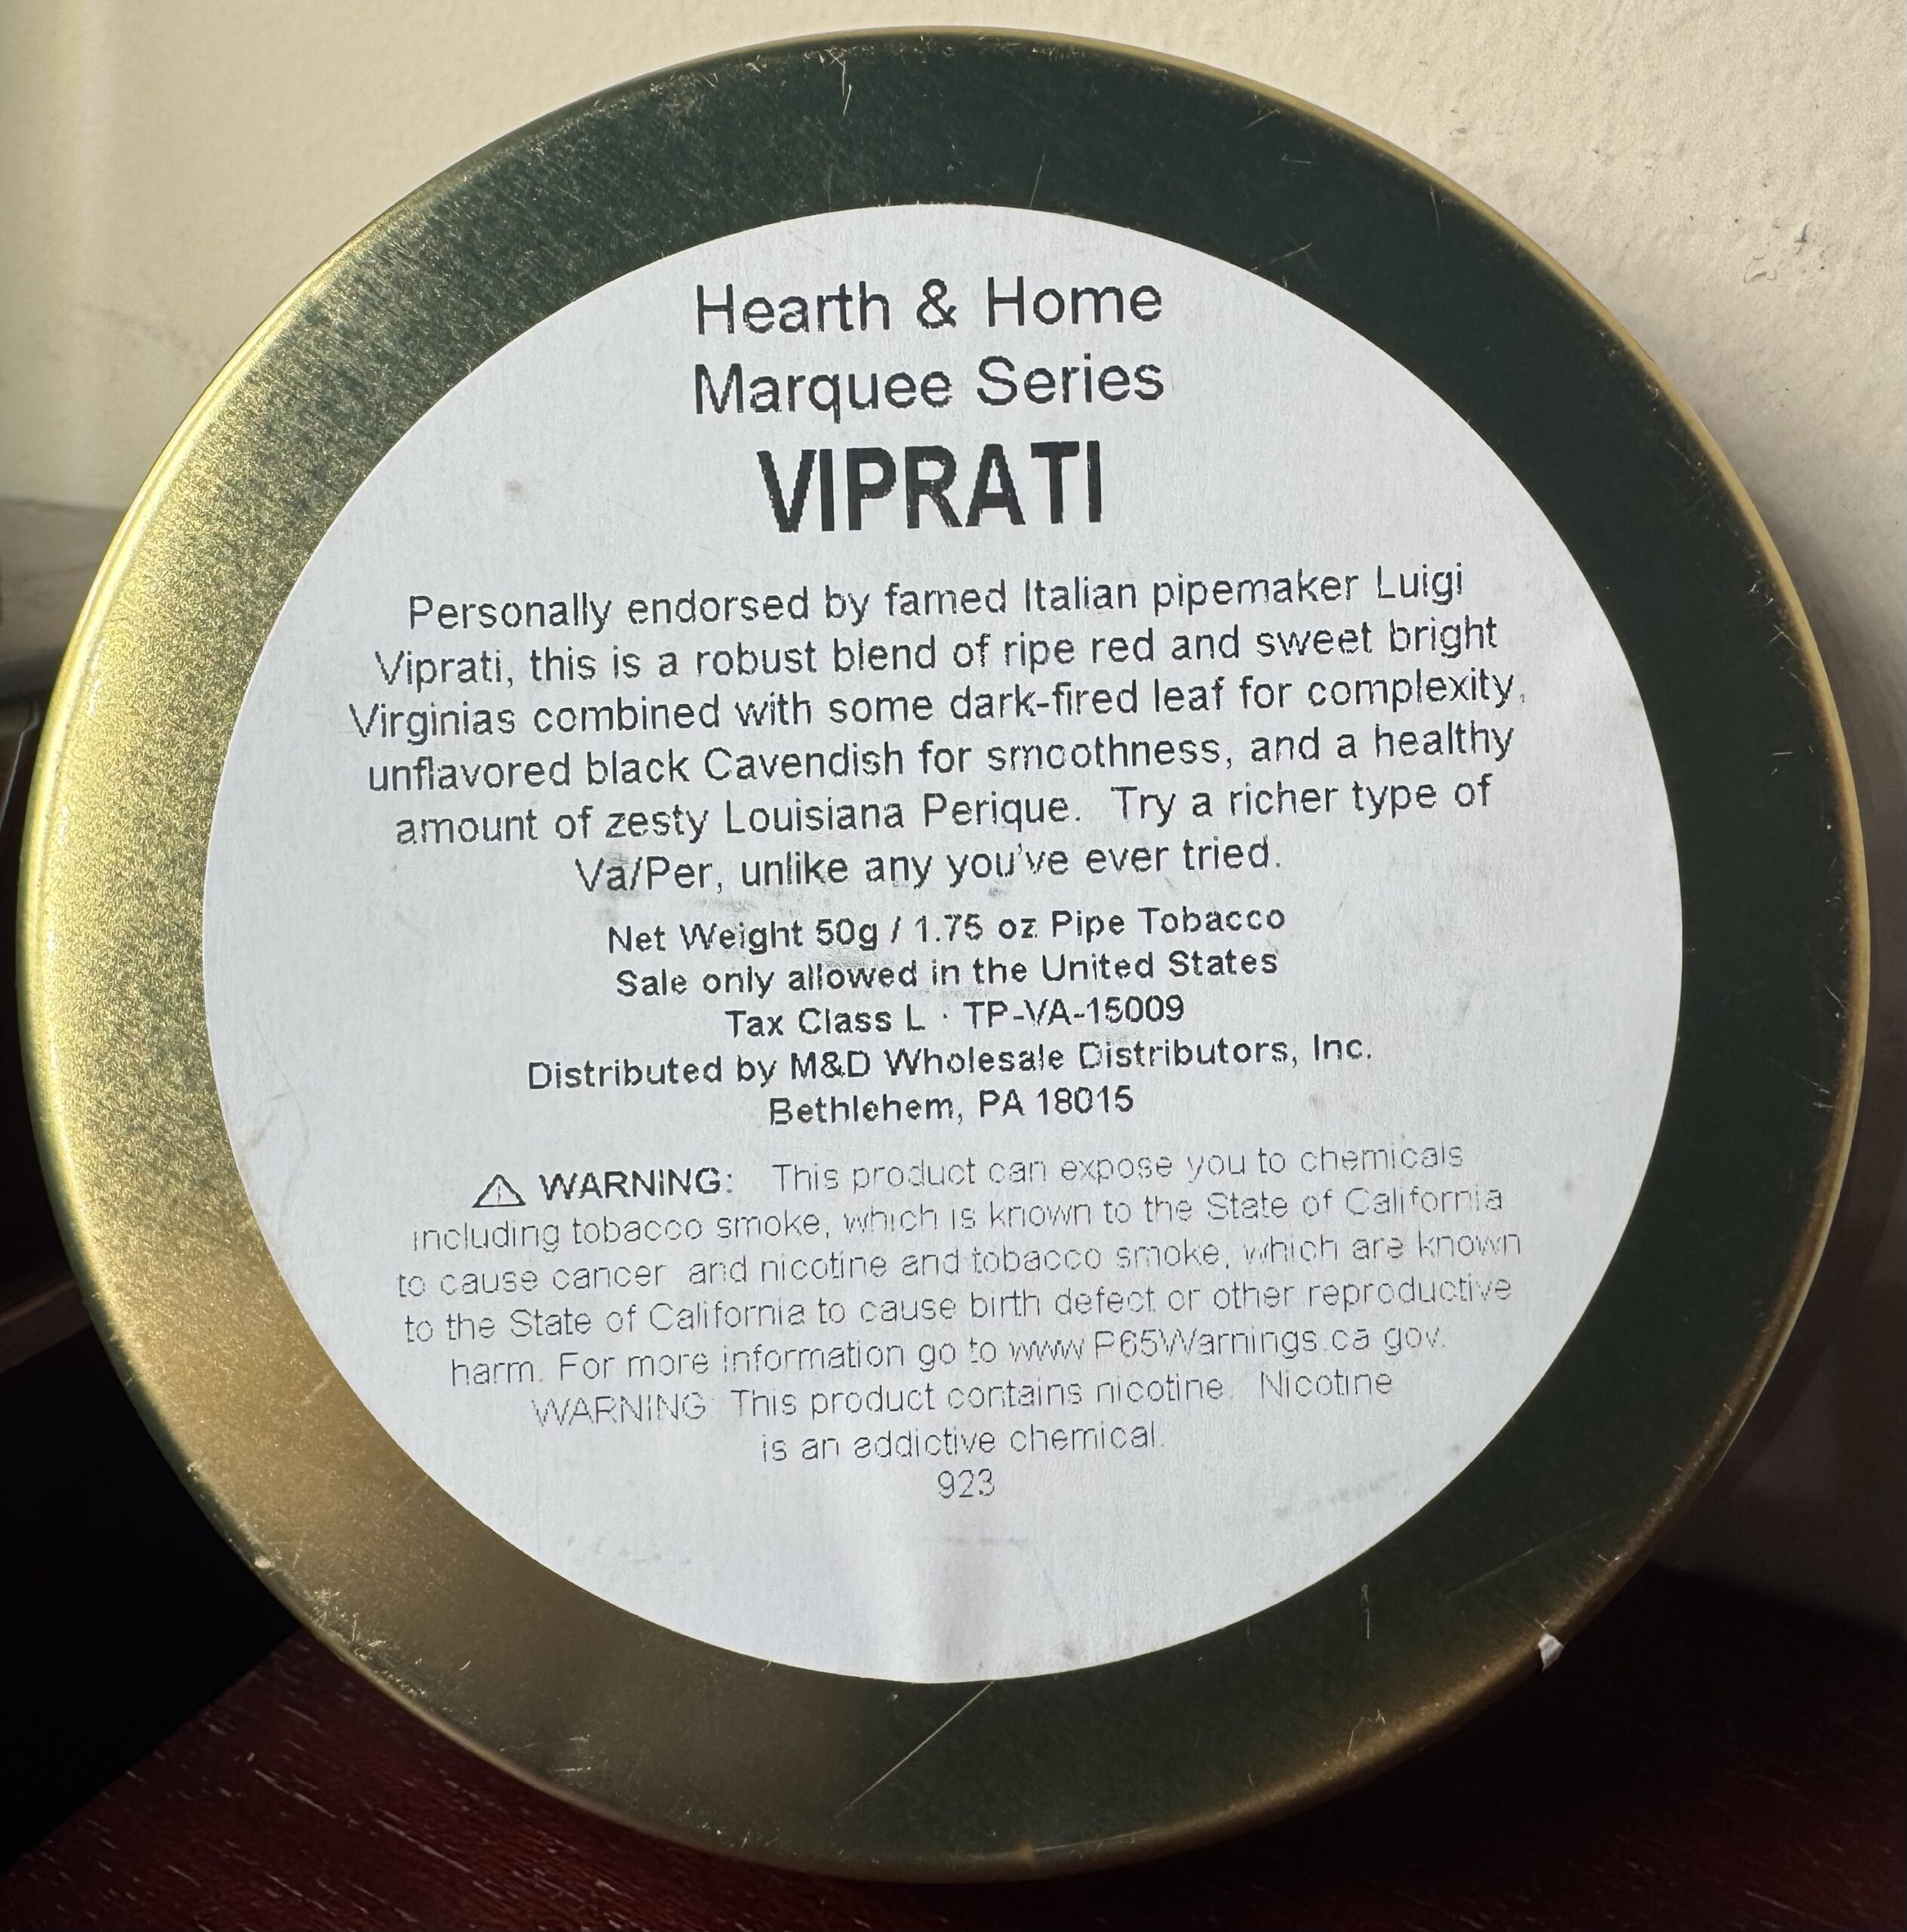 Hearth & Home
Marquee Series
VIPRATI
Personally endorsed by famed Italian pipemaker Luigi
Viprati, this is a robust blend of ripe red and sweet bright
Virginias combined with some dark-fired leaf for complexity,
unflavored black Cavendish for smoothness, and a healthy
amount of zesty Louisiana Perique. Try a richer type of
Va/Per, unlike any you've ever tried.
Net Weight 50g / 1.75 oz Pipe Tobacco
Sale only allowed in the United States
Tax Class L · TP-VA-15009
Distributed by M&D Wholesale Distributors, Inc.
Bethlehem, PA 18015
⚠ WARNING: This product can expose you to chemicals
including tobacco smoke, which is known to the State of California
to cause cancer and nicotine and tobacco smoke, which are known
to the State of California to cause birth defect or other reproductive
harm. For more information go to www.P65Warnings.ca.gov.
WARNING: This product contains nicotine. Nicotine
is an addictive chemical.
923